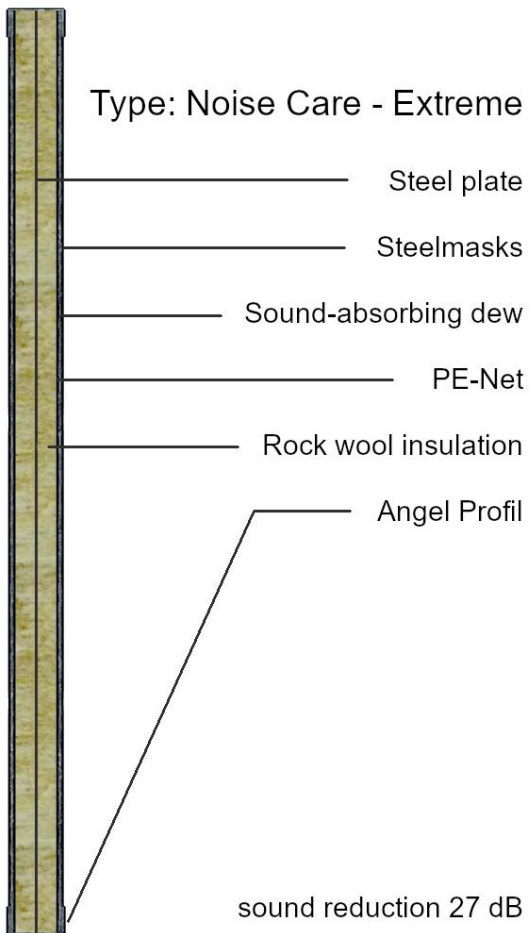 Type: Noise Care - Extreme
Steel plate
Steelmasks
Sound-absorbing dew
PE-Net
Rock wool insulation
Angel Profil
sound reduction 27 dB